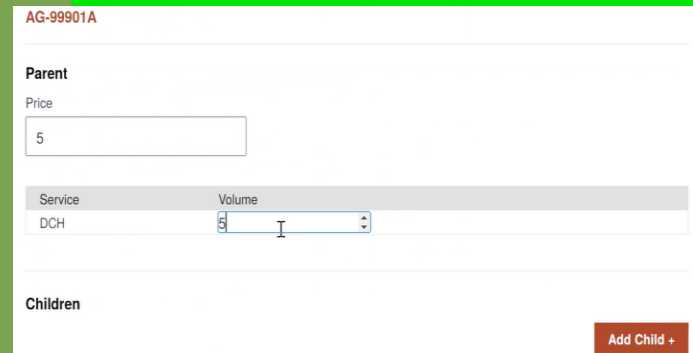 AG-99901A
Parent
Price
5
Service Volume
DCH 5
Children
Add Child +